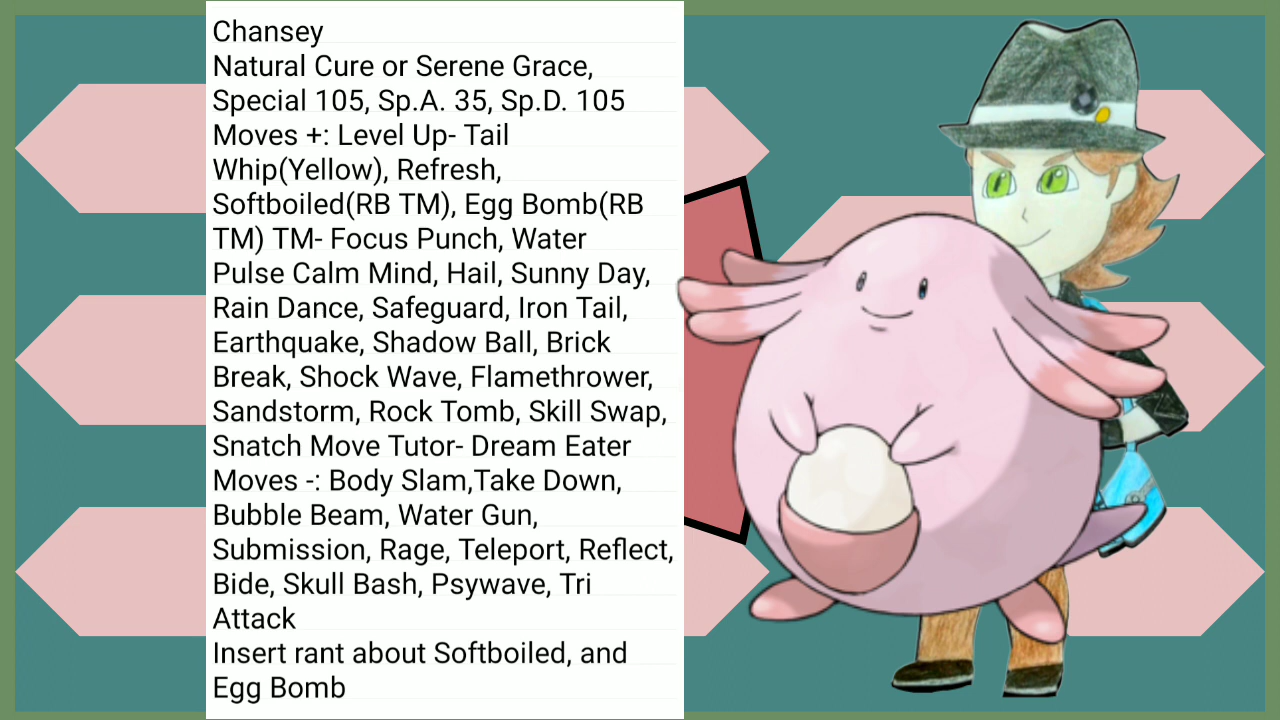 Chansey
Natural Cure or Serene Grace,
Special 105, Sp.A. 35, Sp.D. 105
Moves +: Level Up- Tail
Whip(Yellow), Refresh,
Softboiled(RB TM), Egg Bomb(RB
TM) TM- Focus Punch, Water
Pulse Calm Mind, Hail, Sunny Day,
Rain Dance, Safeguard, Iron Tail,
Earthquake, Shadow Ball, Brick
Break, Shock Wave, Flamethrower,
Sandstorm, Rock Tomb, Skill Swap,
Snatch Move Tutor- Dream Eater
Moves -: Body Slam,Take Down,
Bubble Beam, Water Gun,
Submission, Rage, Teleport, Reflect,
Bide, Skull Bash, Psywave, Tri
Attack
Insert rant about Softboiled, and
Egg Bomb